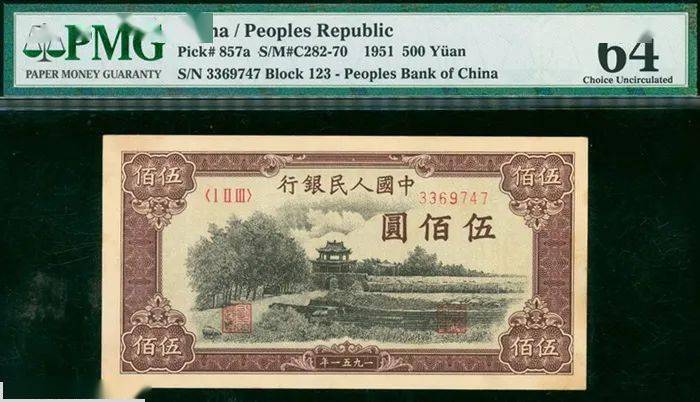 PMG
PAPER MONEY GUARANTY
na / Peoples Republic
Pick# 857a S/M#C282-70 1951 500 Yüan
S/N 3369747 Block 123 - Peoples Bank of China
64
Choice Uncirculated
佰伍
行銀民人國中
佰伍
〈I II III〉
3369747
圓佰伍
佰伍
年一五九一
佰伍